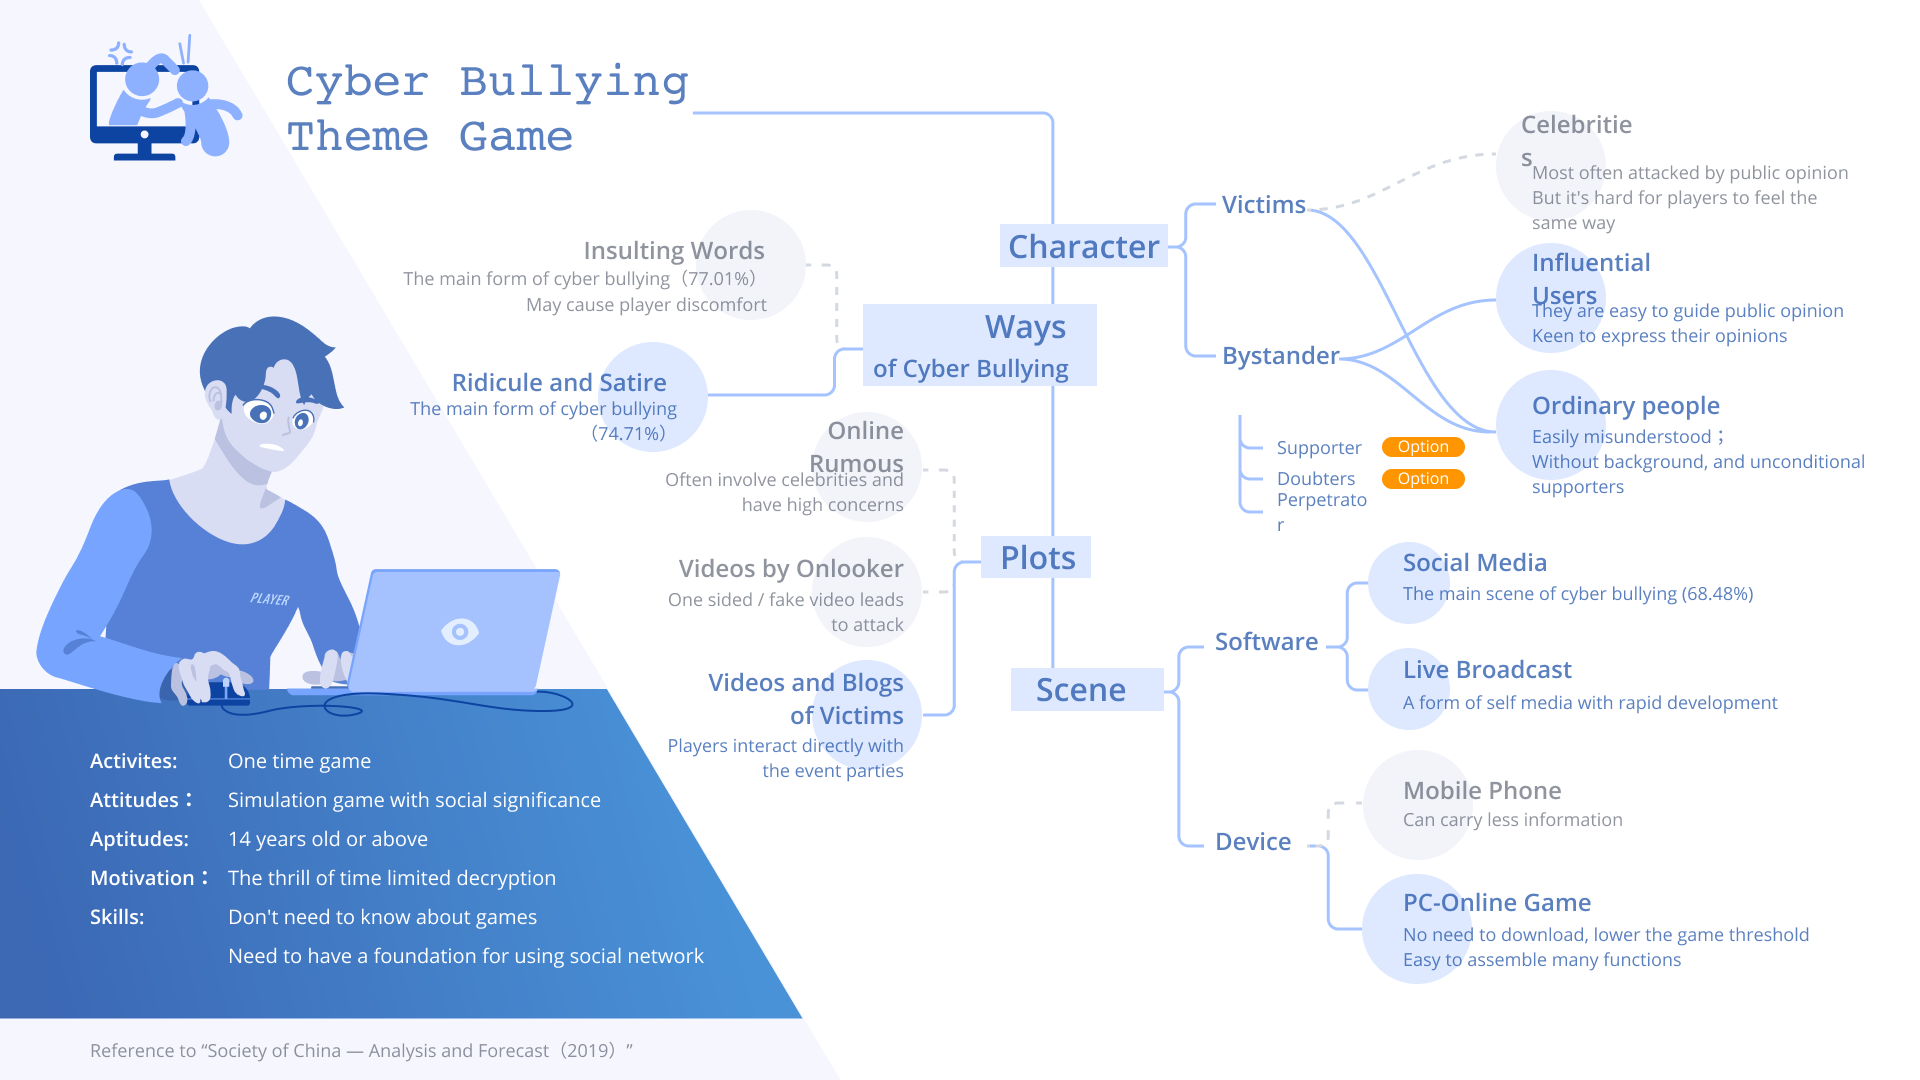 Cyber Bullying
Theme Game
Insulting Words
The main form of cyber bullying（77.01%）
May cause player discomfort
Ridicule and Satire
The main form of cyber bullying
（74.71%）
Character
Ways
of Cyber Bullying
Online
Rumous
Often involve celebrities and
have high concerns
Plots
Videos by Onlooker
One sided / fake video leads
to attack
Videos and Blogs
of Victims
Players interact directly with
the event parties
Scene
Victims
Bystander
Supporter Option
Doubters Option
Perpetrato
r
Celebritie
s
Most often attacked by public opinion
But it's hard for players to feel the
same way
Influential
Users
They are easy to guide public opinion
Keen to express their opinions
Ordinary people
Easily misunderstood；
Without background, and unconditional
supporters
Software
Social Media
The main scene of cyber bullying (68.48%)
Live Broadcast
A form of self media with rapid development
Device
Mobile Phone
Can carry less information
PC-Online Game
No need to download, lower the game threshold
Easy to assemble many functions
PLAYER
Activites: One time game
Attitudes： Simulation game with social significance
Aptitudes: 14 years old or above
Motivation： The thrill of time limited decryption
Skills: Don't need to know about games
Need to have a foundation for using social network
Reference to “Society of China — Analysis and Forecast（2019）”